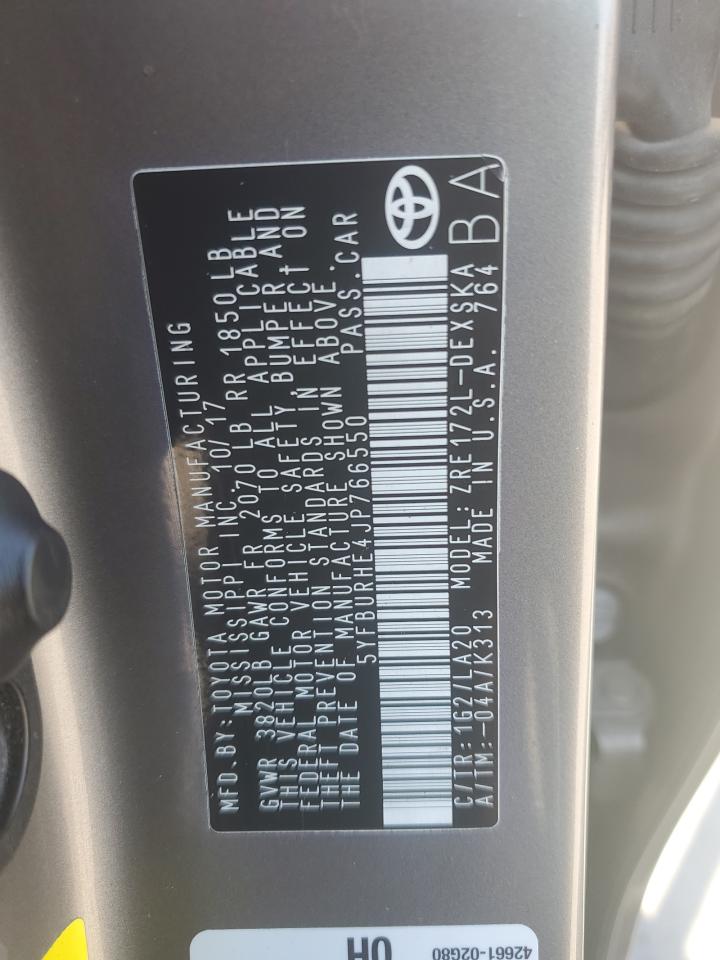 MFD. BY: TOYOTA MOTOR MANUFACTURING
MISSISSIPPI INC. 10/17
GVWR 3820LB GAWR FR 2070 LB RR 1850 LB
THIS VEHICLE CONFORMS TO ALL APPLICABLE
FEDERAL MOTOR VEHICLE SAFETY, BUMPER AND
THEFT PREVENTION STANDARDS IN EFFECT ON
THE DATE OF MANUFACTURE SHOWN ABOVE.
5YFBURHE4JP766550 PASS. CAR
C/TR: 1G2/LA20 MODEL: ZRE172L-DEXSKA
A/TM: -04A/K313 MADE IN U.S.A. 764
BA
42661-02G80